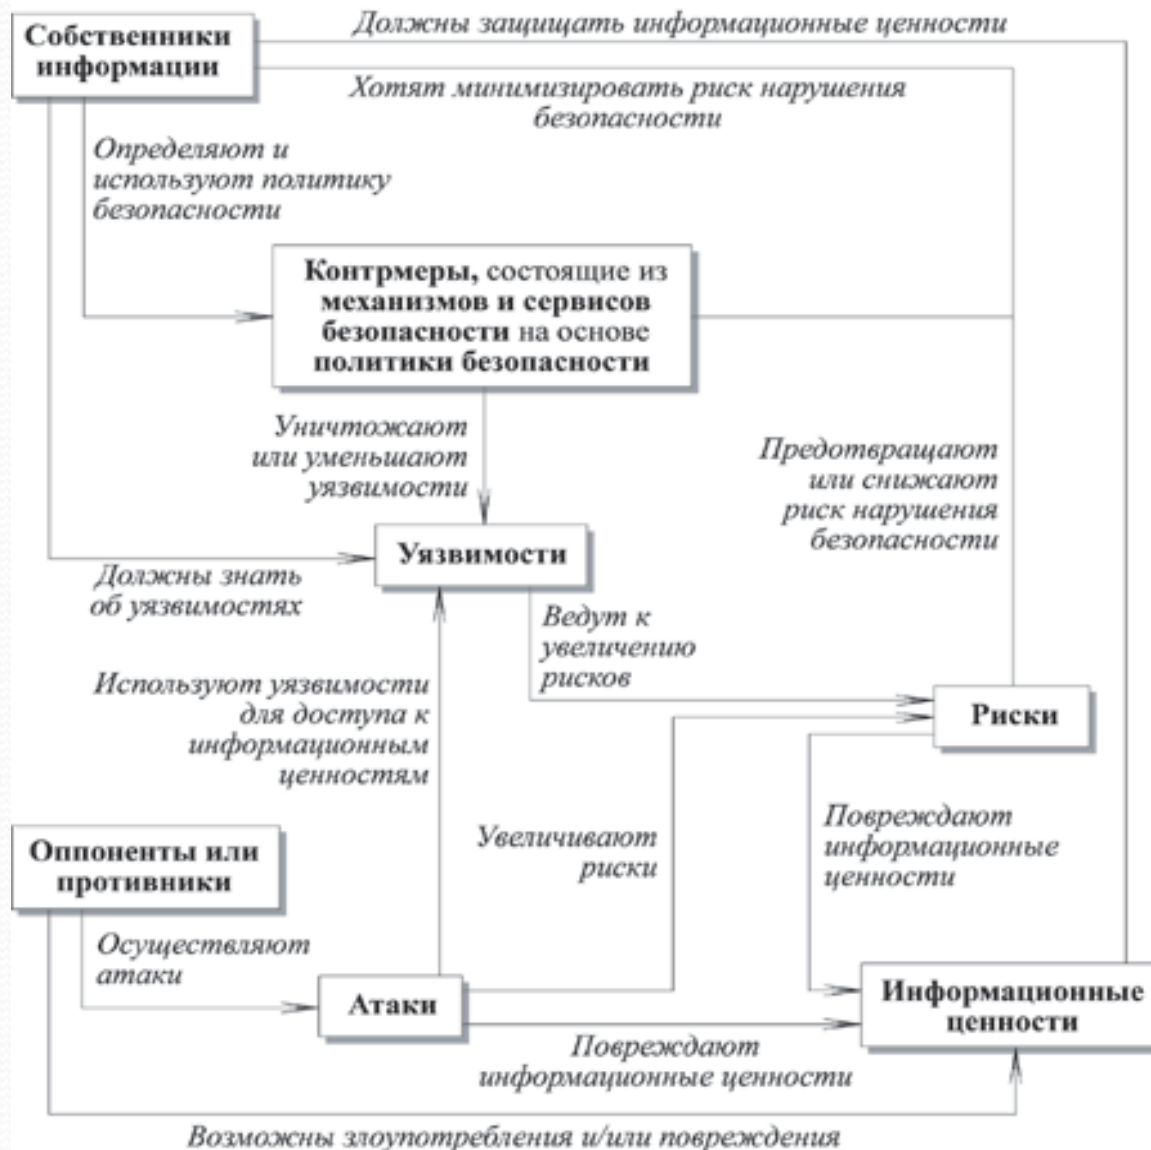 Собственники
информации
Должны защищать информационные ценности
Хотят минимизировать риск нарушения
безопасности
Определяют и
используют политику
безопасности
Контрмеры, состоящие из
механизмов и сервисов
безопасности на основе
политики безопасности
Уничтожают
или уменьшают
уязвимости
Предотвращают
или снижают
риск нарушения
безопасности
Уязвимости
Должны знать
об уязвимостях
Ведут к
увеличению
рисков
Используют уязвимости
для доступа к
информационным
ценностям
Риски
Оппоненты или
противники
Увеличивают
риски
Повреждают
информационные
ценности
Осуществляют
атаки
Атаки
Информационные
ценности
Повреждают
информационные ценности
Возможны злоупотребления и/или повреждения